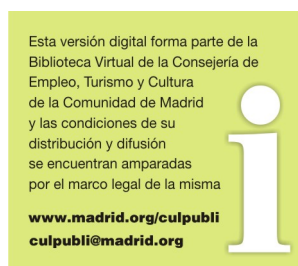 Esta versión digital forma parte de la
Biblioteca Virtual de la Consejería de
Empleo, Turismo y Cultura
de la Comunidad de Madrid
y las condiciones de su
distribución y difusión
se encuentran amparadas
por el marco legal de la misma
www.madrid.org/culpubli
culpubli@madrid.org
i